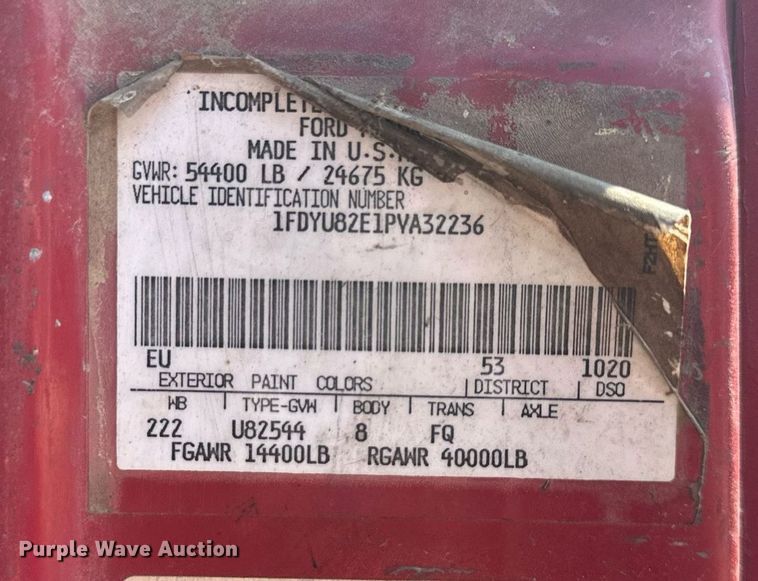 INCOMPLETE
FORD
MADE IN U.S.A
GVWR: 54400 LB / 24675 KG
VEHICLE IDENTIFICATION NUMBER
1FDYU82E1PVA32236
EU 53 1020
EXTERIOR PAINT COLORS DISTRICT DSO
WB TYPE-GVW BODY TRANS AXLE
222 U82544 8 FQ
FGAWR 14400LB RGAWR 40000LB
Purple Wave Auction